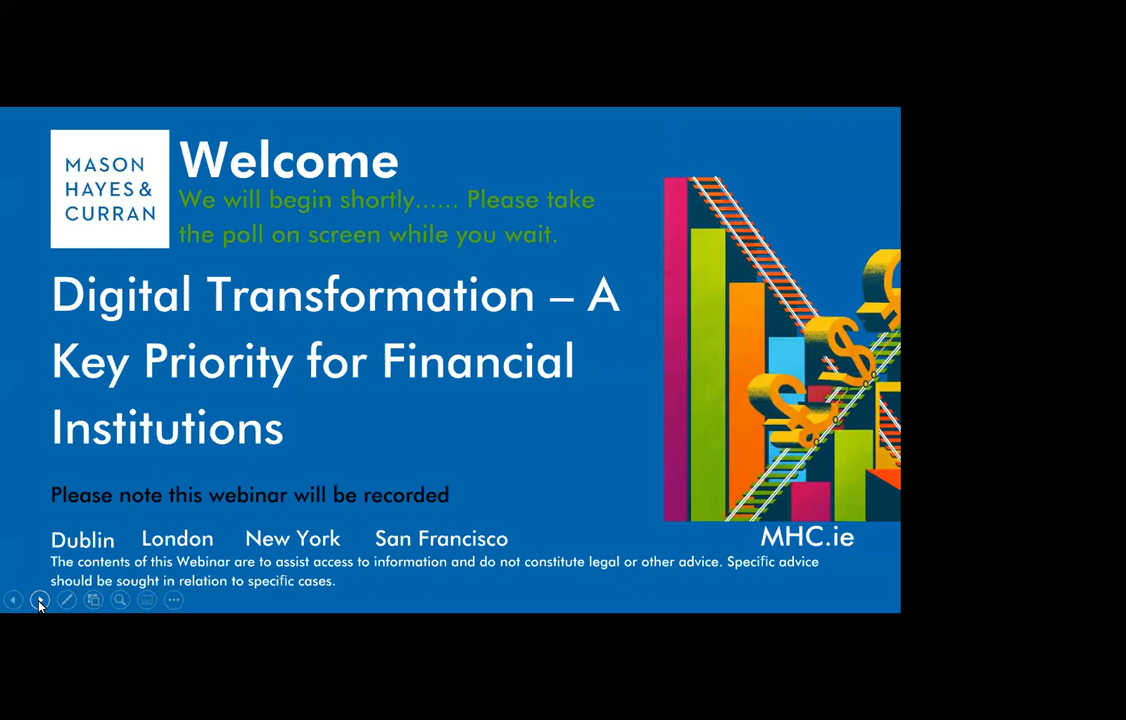 MASON
HAYES &
CURRAN
Welcome
We will begin shortly...... Please take
the poll on screen while you wait.
Digital Transformation – A
Key Priority for Financial
Institutions
Please note this webinar will be recorded
Dublin London New York San Francisco
MHC.ie
The contents of this Webinar are to assist access to information and do not constitute legal or other advice. Specific advice
should be sought in relation to specific cases.